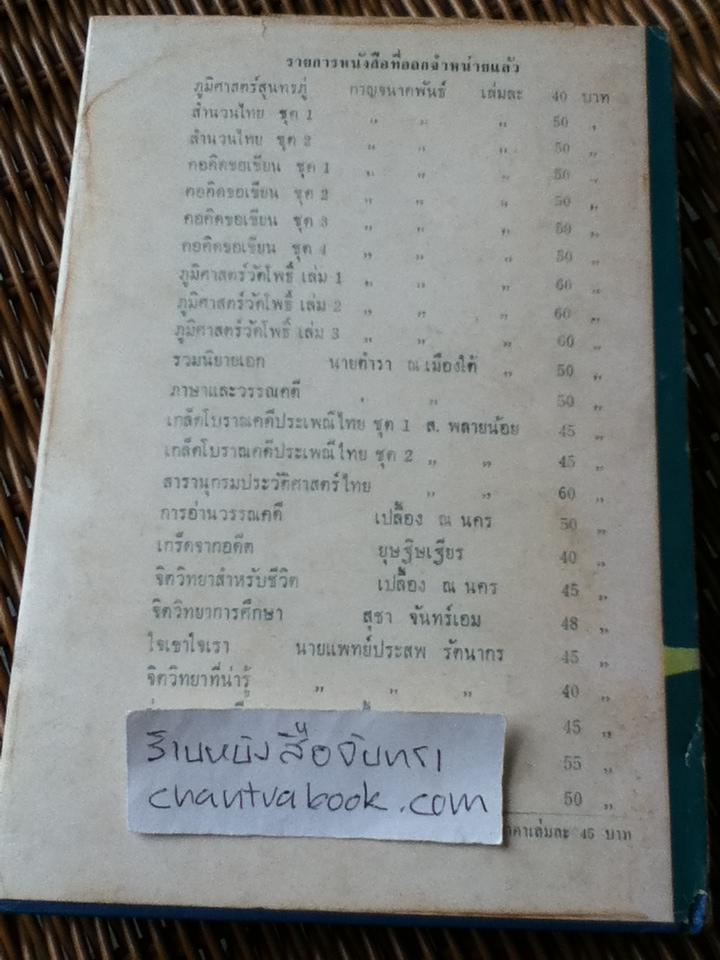 รายการหนังสือที่ออกจำหน่ายแล้ว
ภูมิศาสตร์สุนทรภู่ กาญจนาคพันธุ์ เล่มละ 40 บาท
สำนวนไทย ชุด 1 „ „ „ 50 „
สำนวนไทย ชุด 2 „ „ „ 50 „
คอคิดขอเขียน ชุด 1 „ „ „ 50 „
คอคิดขอเขียน ชุด 2 „ „ „ 50 „
คอคิดขอเขียน ชุด 3 „ „ „ 50 „
คอคิดขอเขียน ชุด 4 „ „ „ 50 „
ภูมิศาสตร์วัดโพธิ์ เล่ม 1 „ „ „ 60 „
ภูมิศาสตร์วัดโพธิ์ เล่ม 2 „ „ „ 60 „
ภูมิศาสตร์วัดโพธิ์ เล่ม 3 „ „ „ 60 „
รวมนิยายเอก นายตำรา ณ เมืองใต้ „ 50 „
ภาษาและวรรณคดี „ „ 50 „
เกล็ดโบราณคดีประเพณีไทย ชุด 1 ส. พลายน้อย 45 „
เกล็ดโบราณคดีประเพณีไทย ชุด 2 „ „ 45 „
สารานุกรมประวัติศาสตร์ไทย „ „ 60 „
การอ่านวรรณคดี เปลื้อง ณ นคร 50 „
เกร็ดจากอดีต ยุษฐิษเฐียร 40 „
จิตวิทยาสำหรับชีวิต เปลื้อง ณ นคร 45 „
จิตวิทยาการศึกษา สุชา จันทร์เอม 48 „
ใจเขาใจเรา นายแพทย์ประสพ รัตนากร 45 „
จิตวิทยาที่น่ารู้ „ „ „ 40 „
45 „
55 „
50 „
ร้านหนังสือจันทรา
chantrabook.com
คาเล่มละ 45 บาท